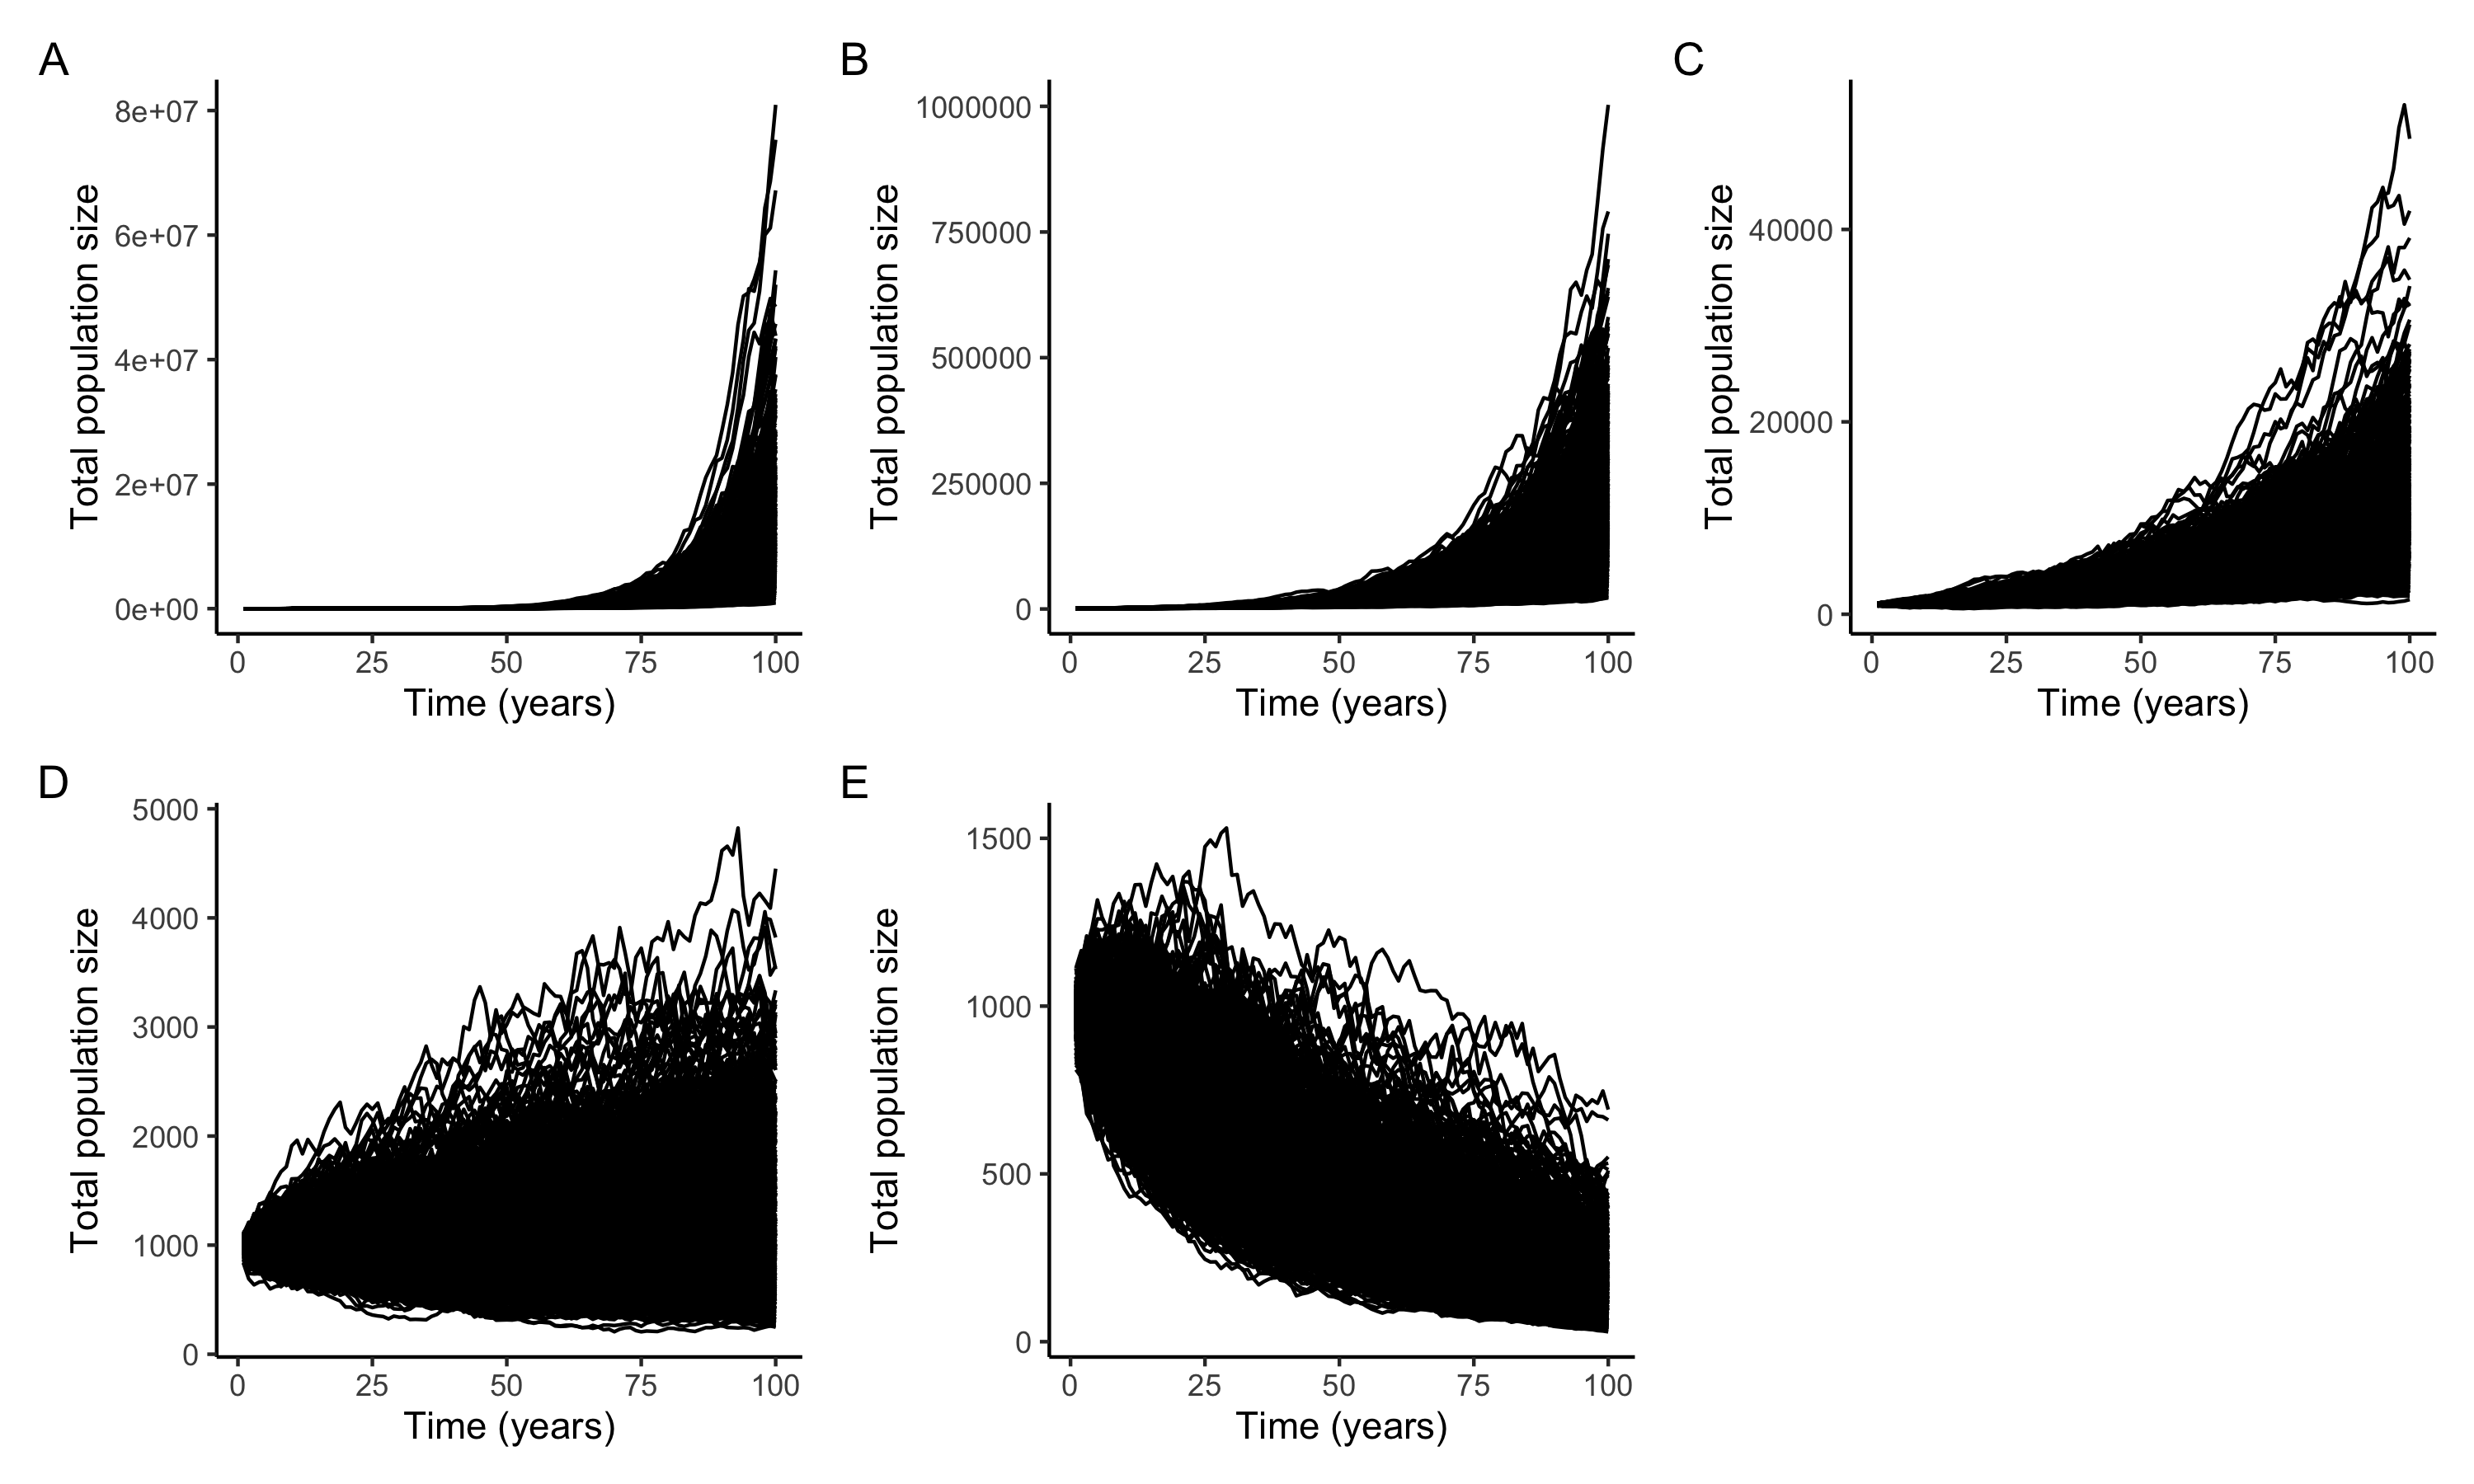 A
Total population size
8e+07
6e+07
4e+07
2e+07
0e+00
0 25 50 75 100
Time (years)
B
Total population size
1000000
750000
500000
250000
0
0 25 50 75 100
Time (years)
C
Total population size
40000
20000
0
0 25 50 75 100
Time (years)
D
Total population size
5000
4000
3000
2000
1000
0
0 25 50 75 100
Time (years)
E
Total population size
1500
1000
500
0
0 25 50 75 100
Time (years)